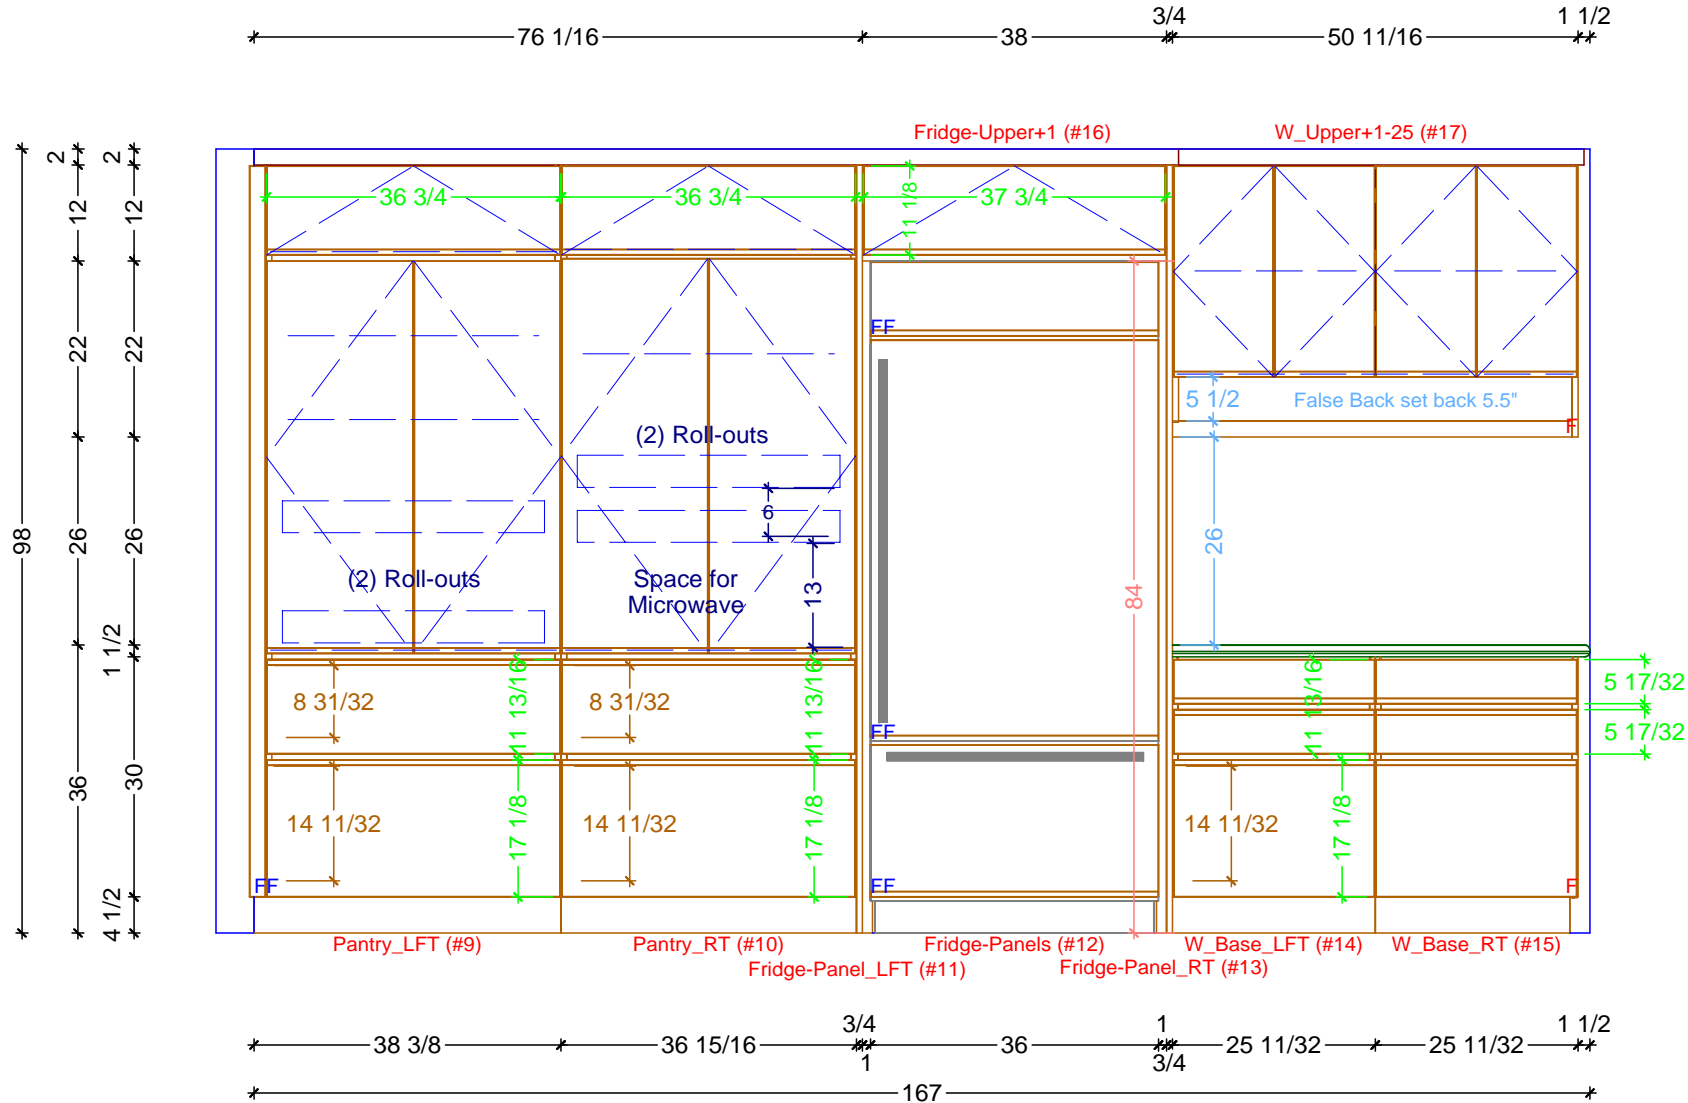 3/4
1 1/2
76 1/16
38
50 11/16
Fridge-Upper+1 (#16)
W_Upper+1-25 (#17)
2
2
12
12
36 3/4
36 3/4
11 1/8
37 3/4
22
22
FF
5 1/2
False Back set back 5.5"
F
(2) Roll-outs
6
98
26
26
26
(2) Roll-outs
Space for
Microwave
13
84
1 1/2
8 31/32
11 13/16
8 31/32
11 13/16
11 13/16
5 17/32
FF
5 17/32
36
30
14 11/32
17 1/8
14 11/32
17 1/8
14 11/32
17 1/8
FF
FF
F
4 1/2
Pantry_LFT (#9)
Pantry_RT (#10)
Fridge-Panels (#12)
W_Base_LFT (#14)
W_Base_RT (#15)
Fridge-Panel_LFT (#11)
Fridge-Panel_RT (#13)
3/4
1
1 1/2
38 3/8
36 15/16
36
25 11/32
25 11/32
1
3/4
167